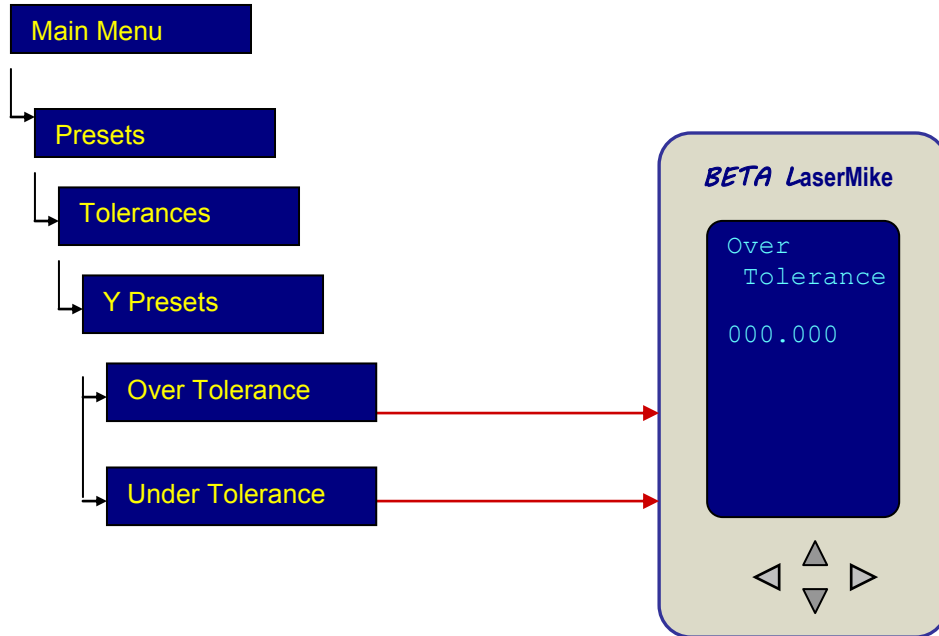 Main Menu
Presets
Tolerances
Y Presets
Over Tolerance
Under Tolerance
BETA LaserMike
Over
Tolerance
000.000